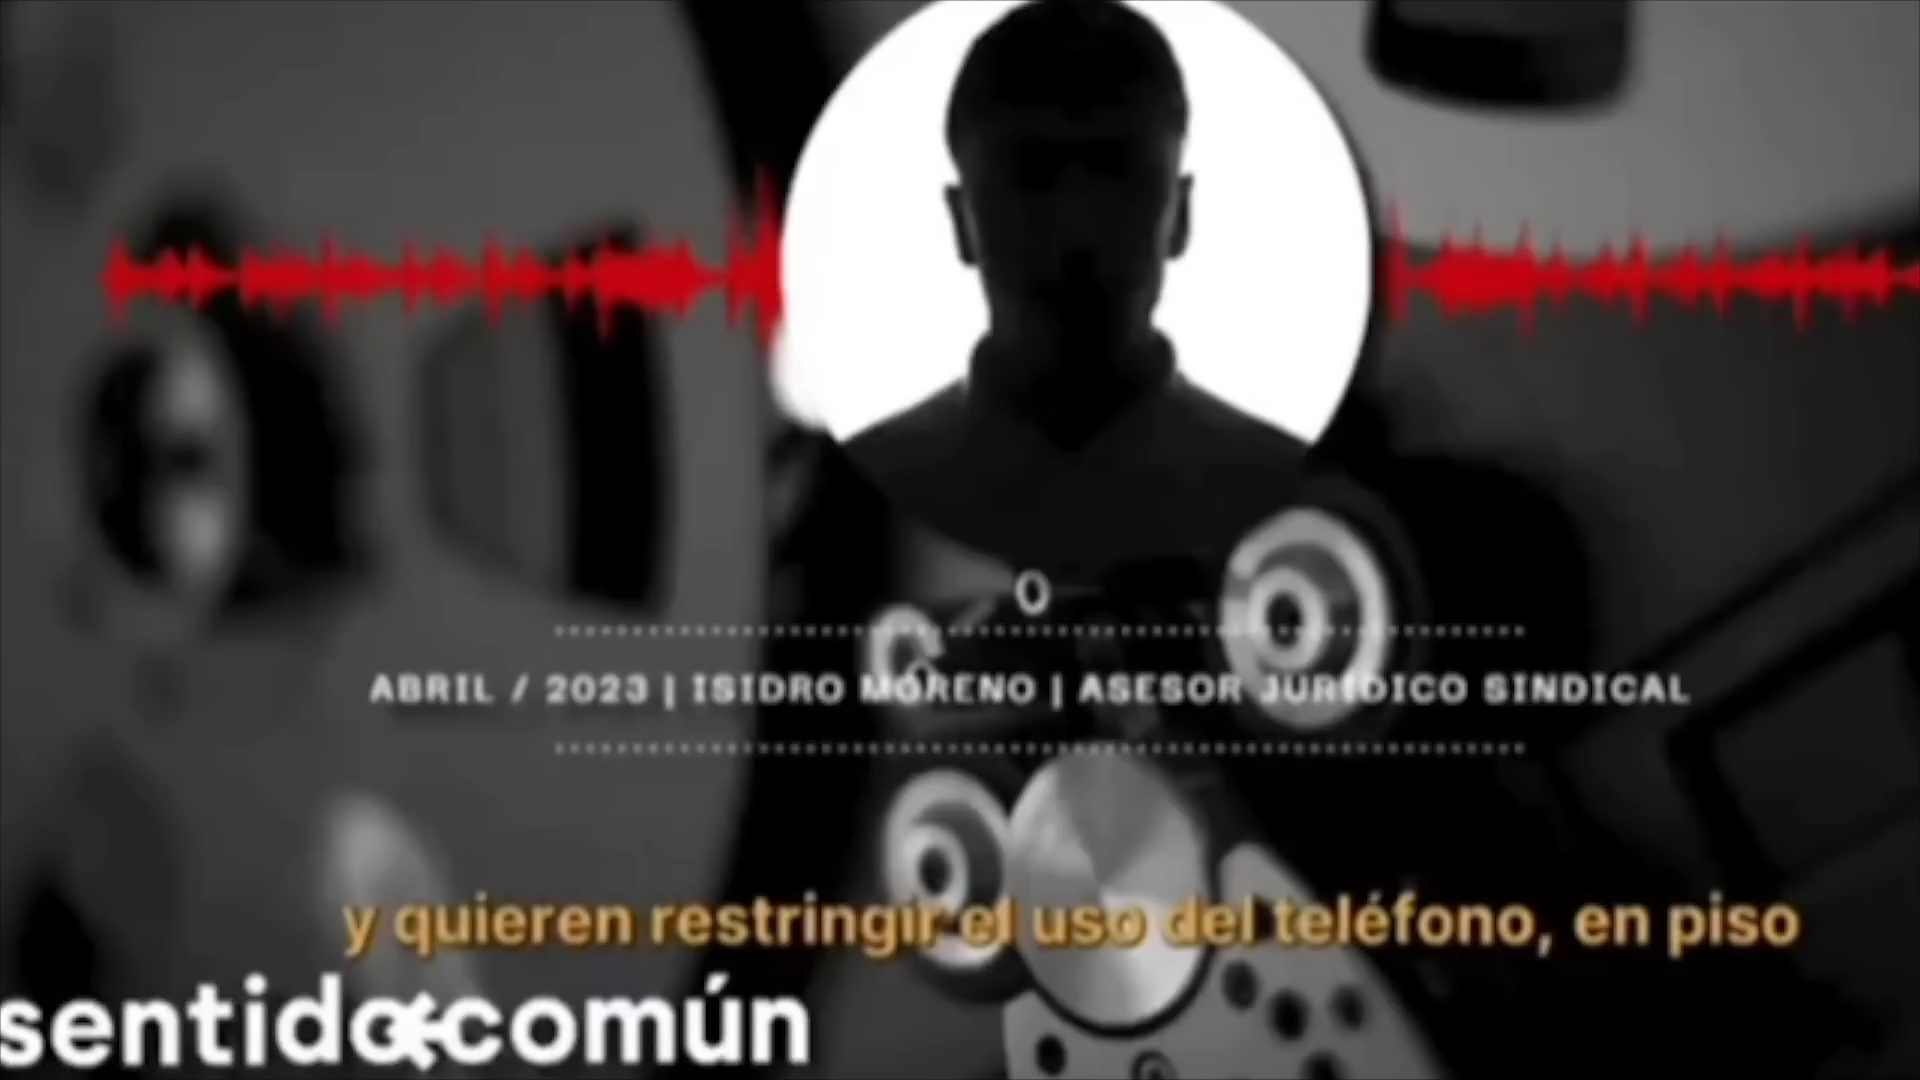 ABRIL / 2023 | ISIDRO MORENO | ASESOR JURÍDICO SINDICAL
y quieren restringir el uso del teléfono, en piso
sentido común